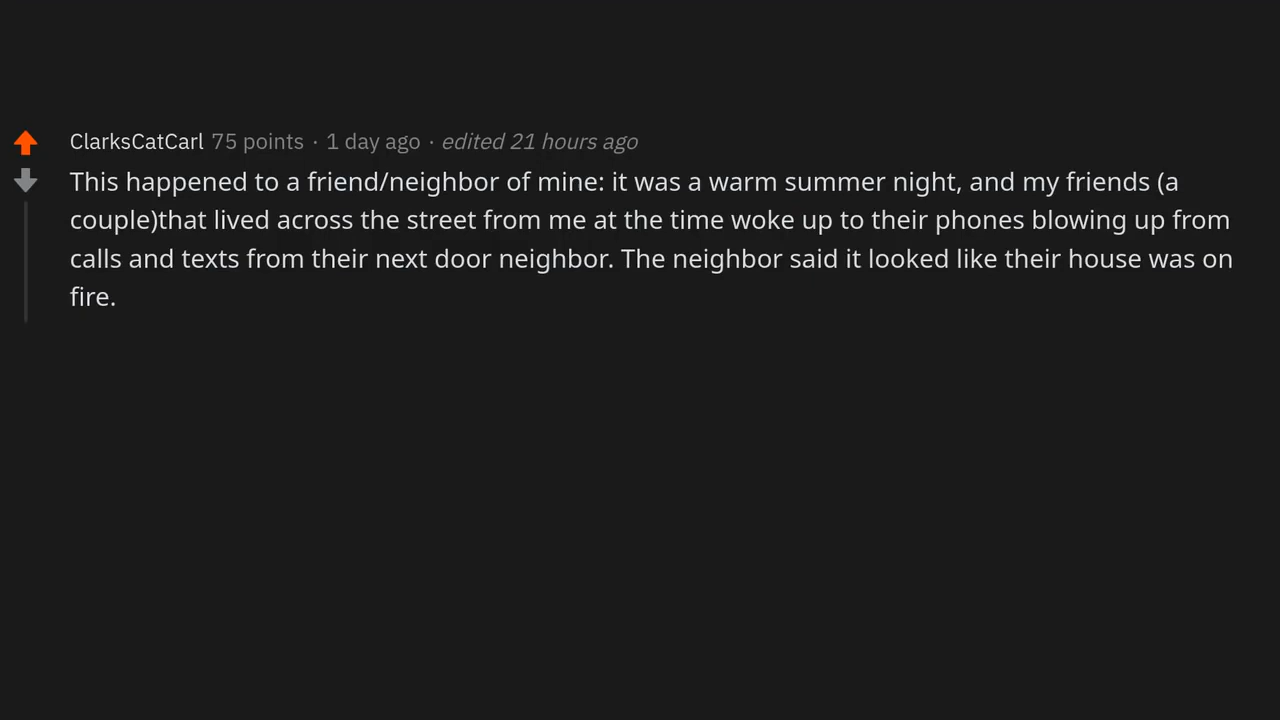 ClarksCatCarl 75 points · 1 day ago · edited 21 hours ago
This happened to a friend/neighbor of mine: it was a warm summer night, and my friends (a
couple)that lived across the street from me at the time woke up to their phones blowing up from
calls and texts from their next door neighbor. The neighbor said it looked like their house was on
fire.